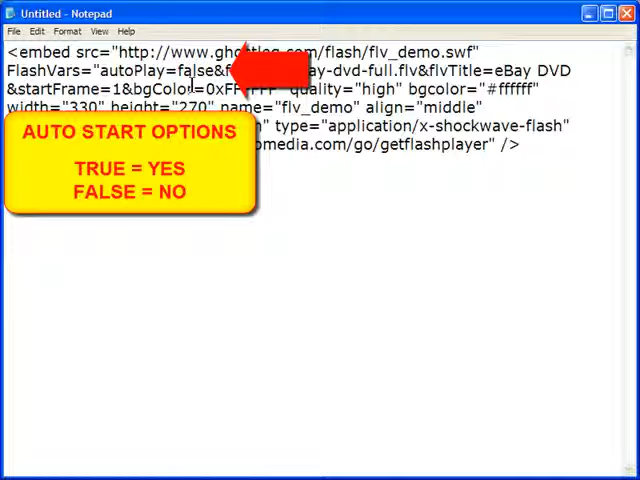 Untitled - Notepad
File Edit Format View Help
<embed src="http://www.gho flash/flv_demo.swf"
FlashVars="autoPlay=false& ay-dvd-full.flv&flvTitle=eBay DVD
&startFrame=1&bgColor=0xFF quality="high" bgcolor="#ffffff"
width="330" height="270" name="flv_demo" align="middle"
type="application/x-shockwave-flash"
omedia.com/go/getflashplayer" />
AUTO START OPTIONS
TRUE = YES
FALSE = NO